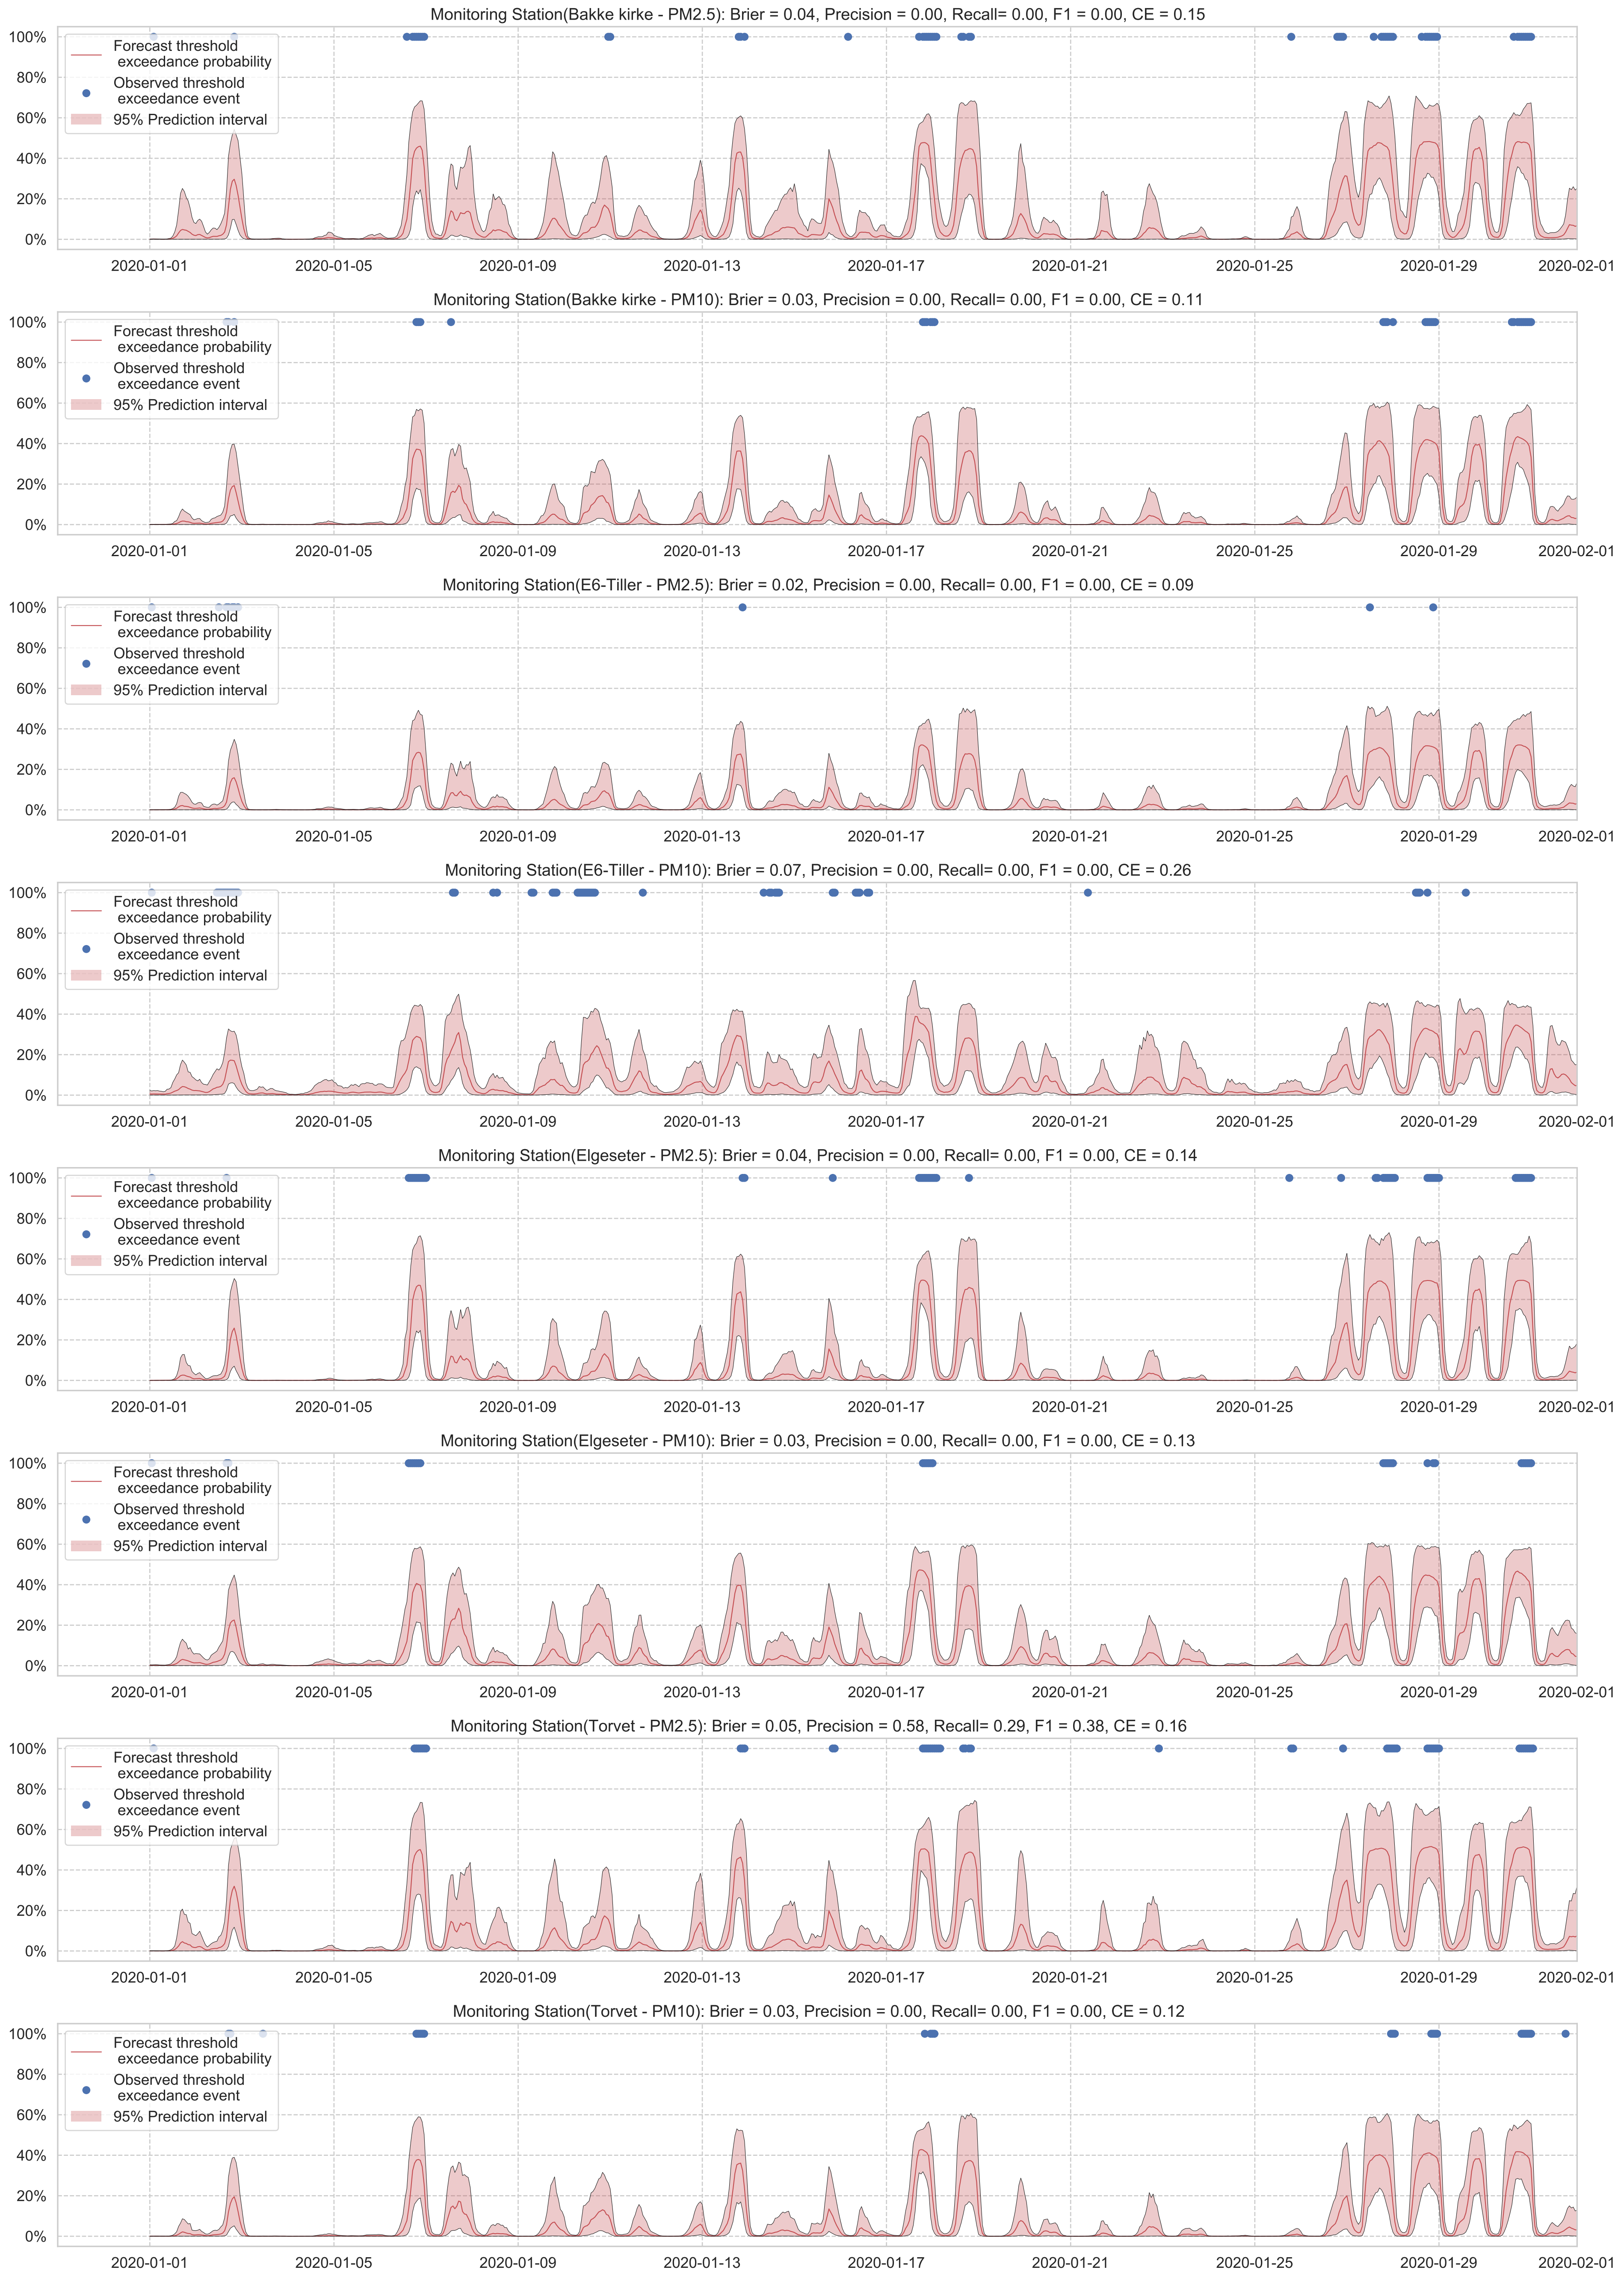 Monitoring Station(Bakke kirke - PM2.5): Brier = 0.04, Precision = 0.00, Recall= 0.00, F1 = 0.00, CE = 0.15
100%
80%
60%
40%
20%
0%
Forecast threshold
exceedance probability
Observed threshold
exceedance event
95% Prediction interval
2020-01-01 2020-01-05 2020-01-09 2020-01-13 2020-01-17 2020-01-21 2020-01-25 2020-01-29 2020-02-01
Monitoring Station(Bakke kirke - PM10): Brier = 0.03, Precision = 0.00, Recall= 0.00, F1 = 0.00, CE = 0.11
100%
80%
60%
40%
20%
0%
Forecast threshold
exceedance probability
Observed threshold
exceedance event
95% Prediction interval
2020-01-01 2020-01-05 2020-01-09 2020-01-13 2020-01-17 2020-01-21 2020-01-25 2020-01-29 2020-02-01
Monitoring Station(E6-Tiller - PM2.5): Brier = 0.02, Precision = 0.00, Recall= 0.00, F1 = 0.00, CE = 0.09
100%
80%
60%
40%
20%
0%
Forecast threshold
exceedance probability
Observed threshold
exceedance event
95% Prediction interval
2020-01-01 2020-01-05 2020-01-09 2020-01-13 2020-01-17 2020-01-21 2020-01-25 2020-01-29 2020-02-01
Monitoring Station(E6-Tiller - PM10): Brier = 0.07, Precision = 0.00, Recall= 0.00, F1 = 0.00, CE = 0.26
100%
80%
60%
40%
20%
0%
Forecast threshold
exceedance probability
Observed threshold
exceedance event
95% Prediction interval
2020-01-01 2020-01-05 2020-01-09 2020-01-13 2020-01-17 2020-01-21 2020-01-25 2020-01-29 2020-02-01
Monitoring Station(Elgeseter - PM2.5): Brier = 0.04, Precision = 0.00, Recall= 0.00, F1 = 0.00, CE = 0.14
100%
80%
60%
40%
20%
0%
Forecast threshold
exceedance probability
Observed threshold
exceedance event
95% Prediction interval
2020-01-01 2020-01-05 2020-01-09 2020-01-13 2020-01-17 2020-01-21 2020-01-25 2020-01-29 2020-02-01
Monitoring Station(Elgeseter - PM10): Brier = 0.03, Precision = 0.00, Recall= 0.00, F1 = 0.00, CE = 0.13
100%
80%
60%
40%
20%
0%
Forecast threshold
exceedance probability
Observed threshold
exceedance event
95% Prediction interval
2020-01-01 2020-01-05 2020-01-09 2020-01-13 2020-01-17 2020-01-21 2020-01-25 2020-01-29 2020-02-01
Monitoring Station(Torvet - PM2.5): Brier = 0.05, Precision = 0.58, Recall= 0.29, F1 = 0.38, CE = 0.16
100%
80%
60%
40%
20%
0%
Forecast threshold
exceedance probability
Observed threshold
exceedance event
95% Prediction interval
2020-01-01 2020-01-05 2020-01-09 2020-01-13 2020-01-17 2020-01-21 2020-01-25 2020-01-29 2020-02-01
Monitoring Station(Torvet - PM10): Brier = 0.03, Precision = 0.00, Recall= 0.00, F1 = 0.00, CE = 0.12
100%
80%
60%
40%
20%
0%
Forecast threshold
exceedance probability
Observed threshold
exceedance event
95% Prediction interval
2020-01-01 2020-01-05 2020-01-09 2020-01-13 2020-01-17 2020-01-21 2020-01-25 2020-01-29 2020-02-01